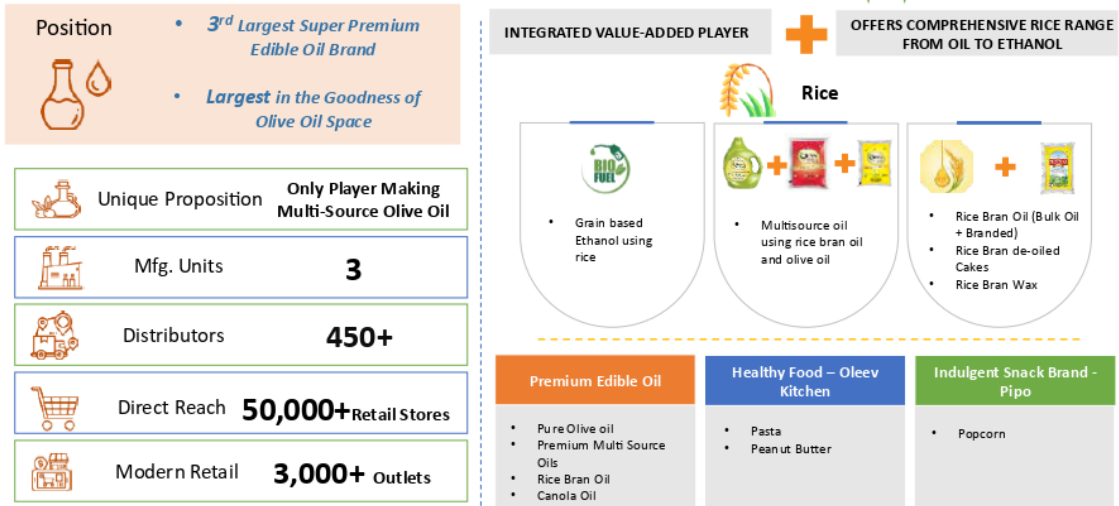 Position
• 3rd Largest Super Premium
Edible Oil Brand
• Largest in the Goodness of
Olive Oil Space
Unique Proposition
Only Player Making
Multi-Source Olive Oil
Mfg. Units
3
Distributors
450+
Direct Reach
50,000+ Retail Stores
Modern Retail
3,000+ Outlets
INTEGRATED VALUE-ADDED PLAYER
OFFERS COMPREHENSIVE RICE RANGE
FROM OIL TO ETHANOL
Rice
BIO
FUEL
• Grain based
Ethanol using
rice
• Multisource oil
using rice bran oil
and olive oil
• Rice Bran Oil (Bulk Oil
+ Branded)
• Rice Bran de-oiled
Cakes
• Rice Bran Wax
Premium Edible Oil
• Pure Olive oil
• Premium Multi Source
Oils
• Rice Bran Oil
• Canola Oil
Healthy Food – Oleev
Kitchen
• Pasta
• Peanut Butter
Indulgent Snack Brand -
Pipo
• Popcorn